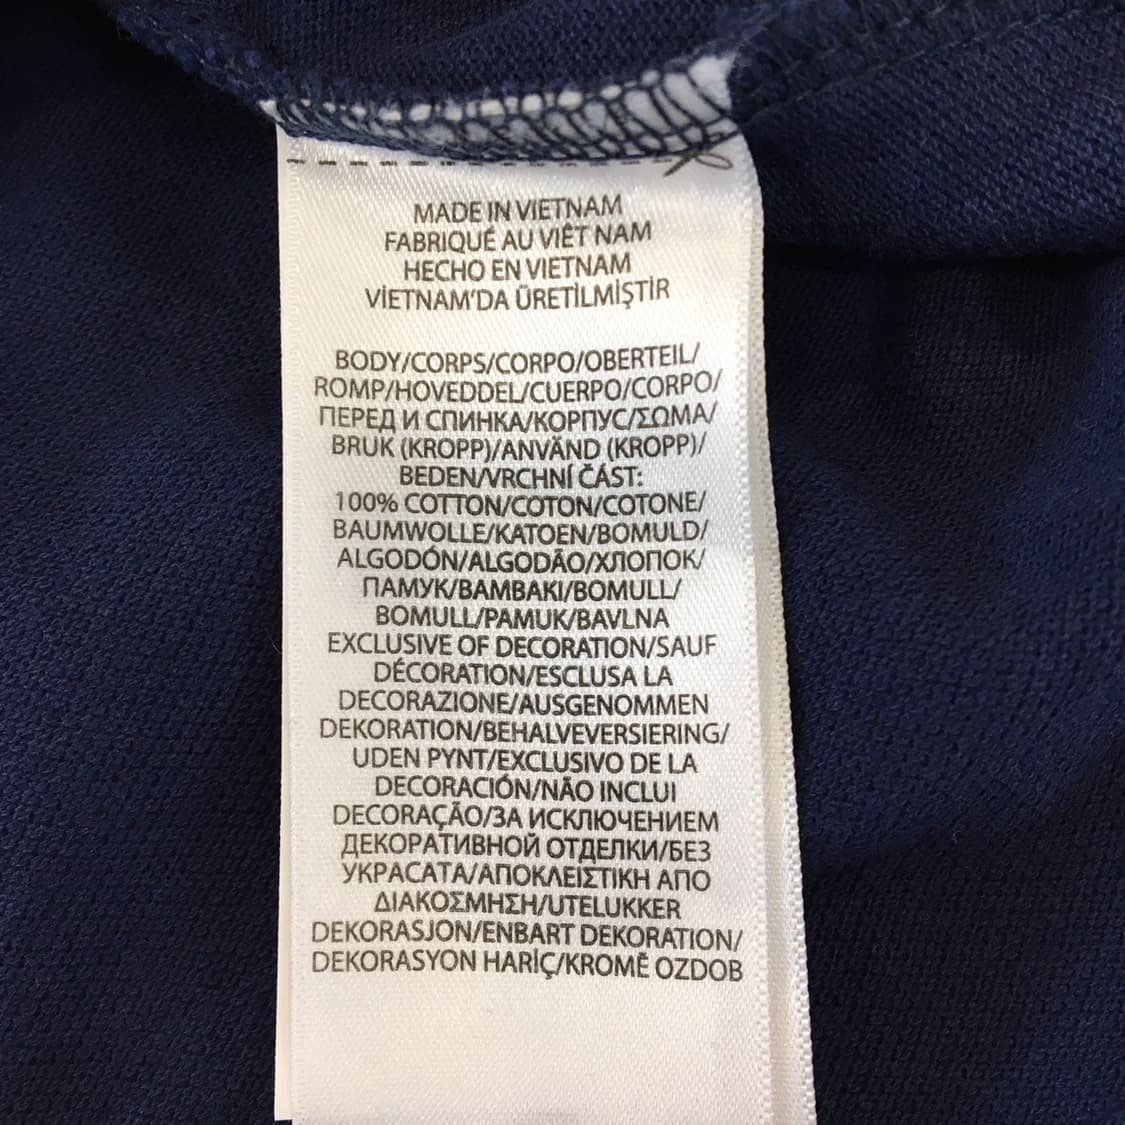 MADE IN VIETNAM
FABRIQUÉ AU VIÊT NAM
HECHO EN VIETNAM
VİETNAM'DA ÜRETİLMİŞTİR
BODY/CORPS/CORPO/OBERTEIL/
ROMP/HOVEDDEL/CUERPO/CORPO/
ПЕРЕД И СПИНКА/КОРПУС/ΣΩΜΑ/
BRUK (KROPP)/ANVÄND (KROPP)/
BEDEN/VRCHNÍ ČÁST:
100% COTTON/COTON/COTONE/
BAUMWOLLE/KATOEN/BOMULD/
ALGODÓN/ALGODÃO/ХЛОПОК/
ПАМУК/ΒΑΜΒΑΚΙ/BOMULL/
BOMULL/PAMUK/BAVLNA
EXCLUSIVE OF DECORATION/SAUF
DÉCORATION/ESCLUSA LA
DECORAZIONE/AUSGENOMMEN
DEKORATION/BEHALVEVERSIERING/
UDEN PYNT/EXCLUSIVO DE LA
DECORACIÓN/NÃO INCLUI
DECORAÇÃO/ЗА ИСКЛЮЧЕНИЕМ
ДЕКОРАТИВНОЙ ОТДЕЛКИ/БЕЗ
УКРАСАТА/ΑΠΟΚΛΕΙΣΤΙΚΗ ΑΠΟ
ΔΙΑΚΟΣΜΗΣΗ/UTELUKKER
DEKORASJON/ENBART DEKORATION/
DEKORASYON HARİÇ/KROMĚ OZDOB